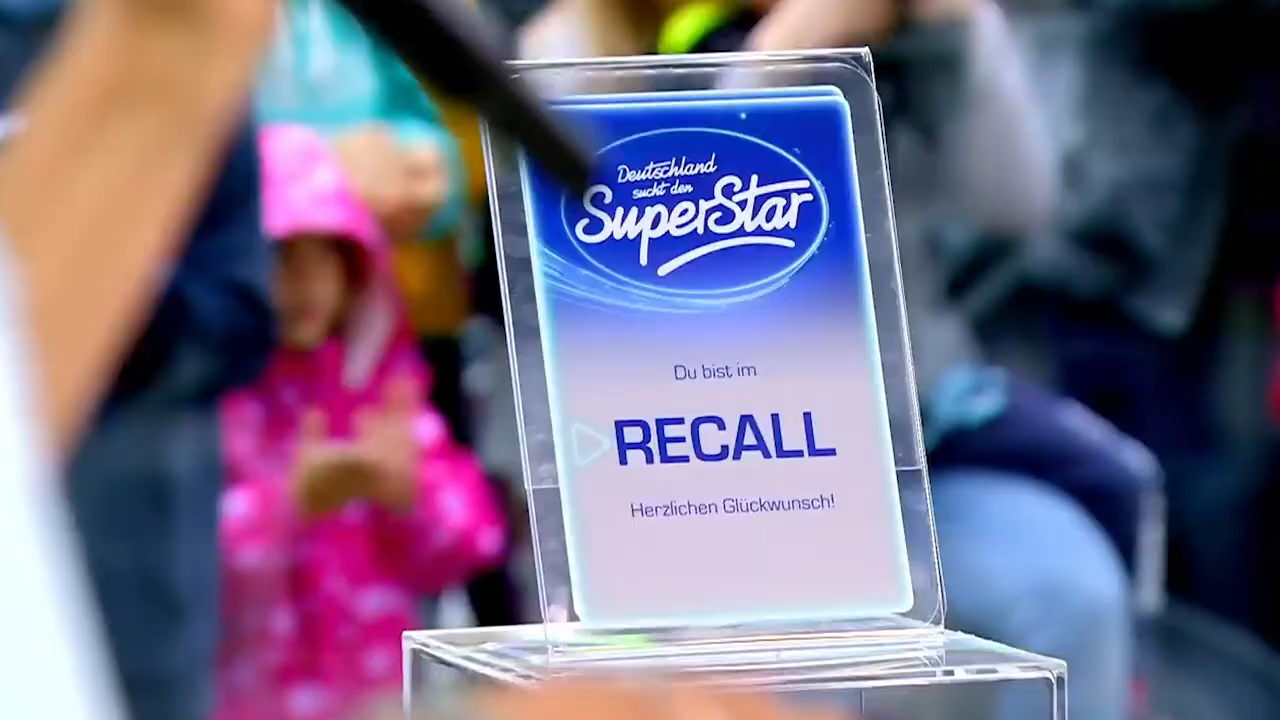 Deutschland
sucht den
SuperStar
Du bist im
RECALL
Herzlichen Glückwunsch!